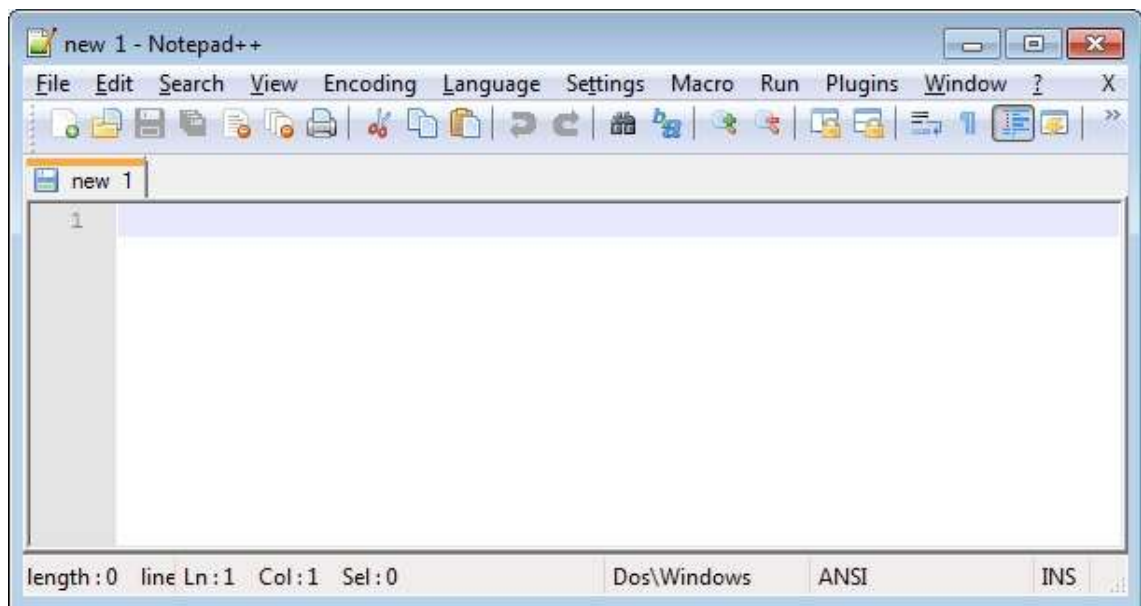 new 1 - Notepad++
File Edit Search View Encoding Language Settings Macro Run Plugins Window ? X
new 1
1
length : 0 line Ln : 1 Col : 1 Sel : 0 Dos\Windows ANSI INS